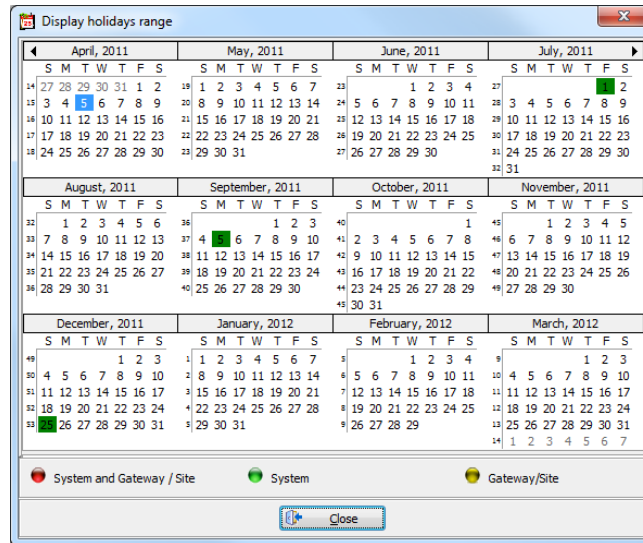 Display holidays range
April, 2011 May, 2011 June, 2011 July, 2011
S M T W T F S S M T W T F S S M T W T F S S M T W T F S
14 27 28 29 30 31 1 2 19 1 2 3 4 5 6 7 23 1 2 3 4 27 1 2
15 3 4 5 6 7 8 9 20 8 9 10 11 12 13 14 24 5 6 7 8 9 10 11 28 3 4 5 6 7 8 9
16 10 11 12 13 14 15 16 21 15 16 17 18 19 20 21 25 12 13 14 15 16 17 18 29 10 11 12 13 14 15 16
17 17 18 19 20 21 22 23 22 22 23 24 25 26 27 28 26 19 20 21 22 23 24 25 30 17 18 19 20 21 22 23
18 24 25 26 27 28 29 30 23 29 30 31 27 26 27 28 29 30 31 24 25 26 27 28 29 30
32 31
August, 2011 September, 2011 October, 2011 November, 2011
S M T W T F S S M T W T F S S M T W T F S S M T W T F S
32 1 2 3 4 5 6 36 1 2 3 40 1 45 1 2 3 4 5
33 7 8 9 10 11 12 13 37 4 5 6 7 8 9 10 41 2 3 4 5 6 7 8 46 6 7 8 9 10 11 12
34 14 15 16 17 18 19 20 38 11 12 13 14 15 16 17 42 9 10 11 12 13 14 15 47 13 14 15 16 17 18 19
35 21 22 23 24 25 26 27 39 18 19 20 21 22 23 24 43 16 17 18 19 20 21 22 48 20 21 22 23 24 25 26
36 28 29 30 31 40 25 26 27 28 29 30 44 23 24 25 26 27 28 29 49 27 28 29 30
45 30 31
December, 2011 January, 2012 February, 2012 March, 2012
S M T W T F S S M T W T F S S M T W T F S S M T W T F S
49 1 2 3 1 1 2 3 4 5 6 7 5 1 2 3 4 9 1 2 3
50 4 5 6 7 8 9 10 2 8 9 10 11 12 13 14 6 5 6 7 8 9 10 11 10 4 5 6 7 8 9 10
51 11 12 13 14 15 16 17 3 15 16 17 18 19 20 21 7 12 13 14 15 16 17 18 11 11 12 13 14 15 16 17
52 18 19 20 21 22 23 24 4 22 23 24 25 26 27 28 8 19 20 21 22 23 24 25 12 18 19 20 21 22 23 24
53 25 26 27 28 29 30 31 5 29 30 31 9 26 27 28 29 13 25 26 27 28 29 30 31
14 1 2 3 4 5 6 7
System and Gateway / Site System Gateway/Site
Close